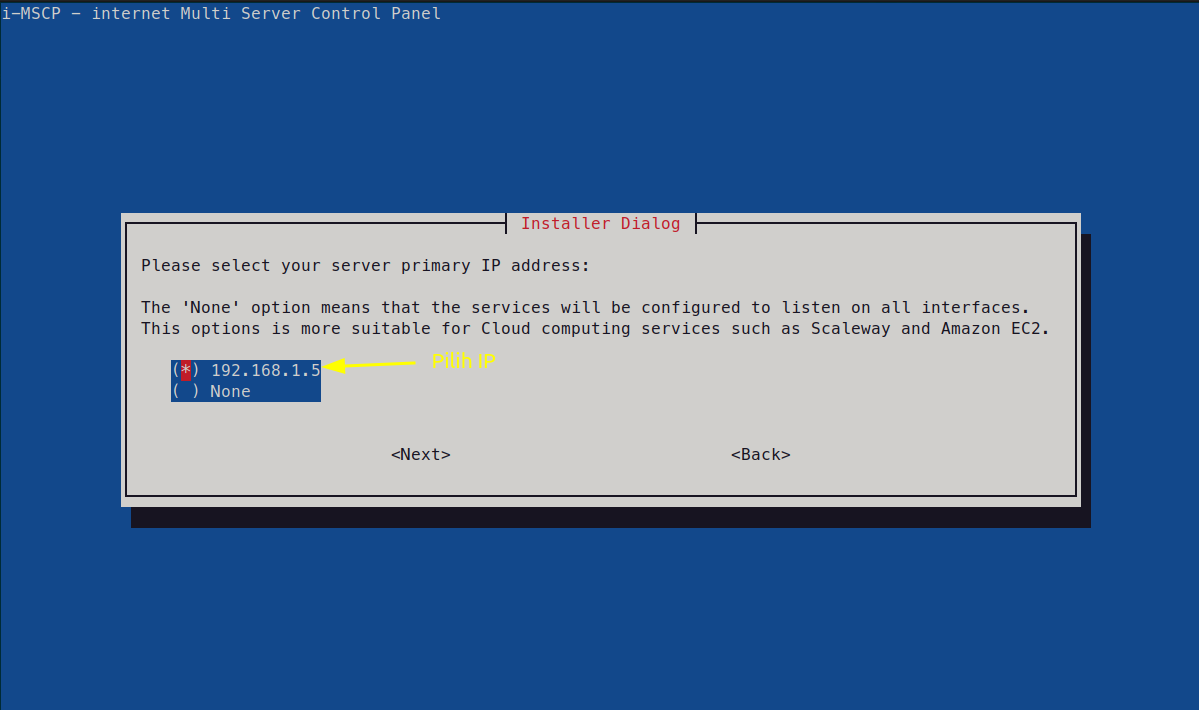 i-MSCP - internet Multi Server Control Panel
Installer Dialog
Please select your server primary IP address:
The 'None' option means that the services will be configured to listen on all interfaces.
This options is more suitable for Cloud computing services such as Scaleway and Amazon EC2.
(*) 192.168.1.5 Pilih IP
( ) None
<Next> <Back>